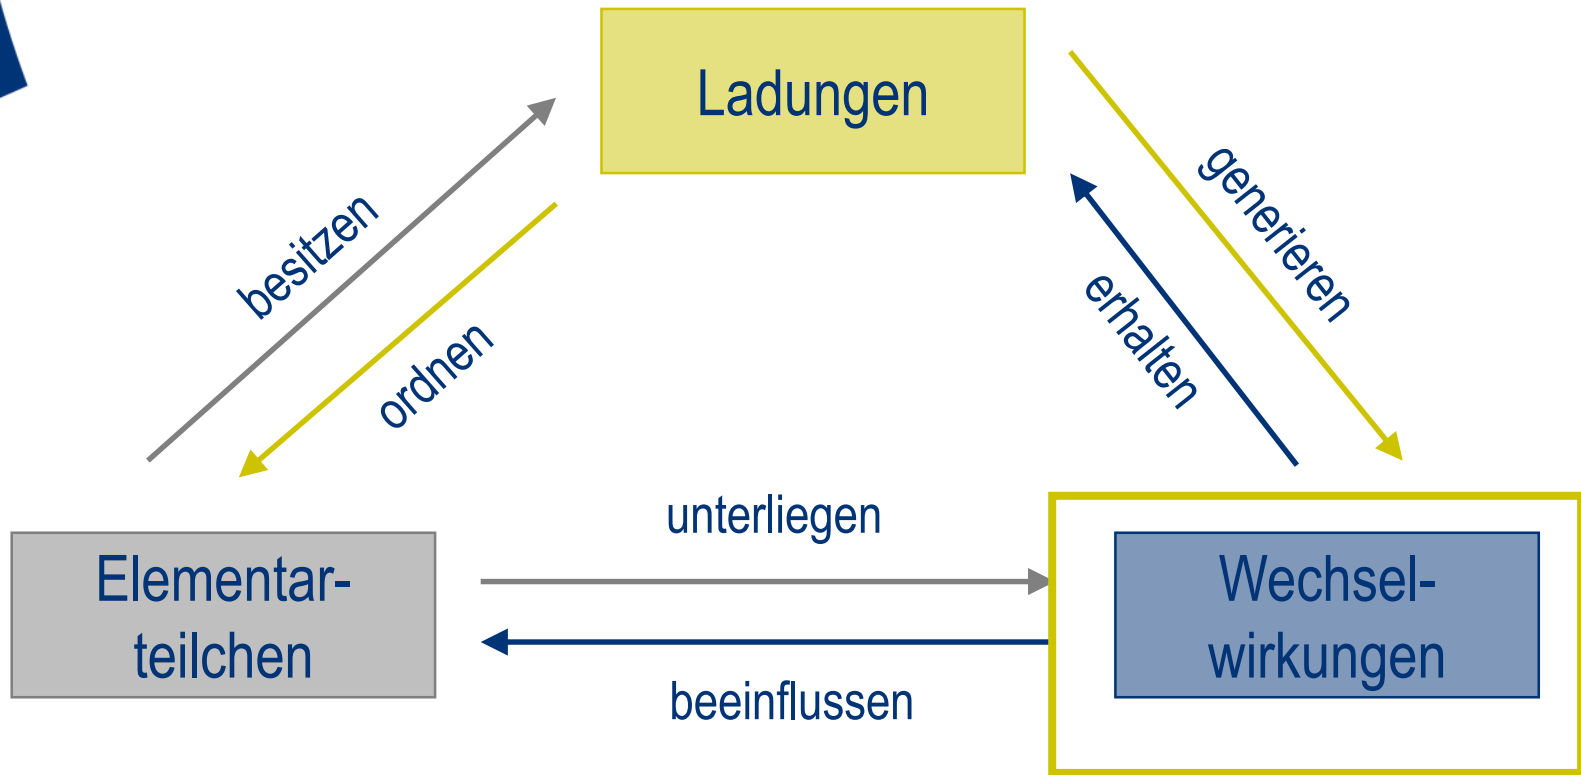 Ladungen
besitzen
ordnen
generieren
erhalten
unterliegen
Elementar-
teilchen
Wechsel-
wirkungen
beeinflussen